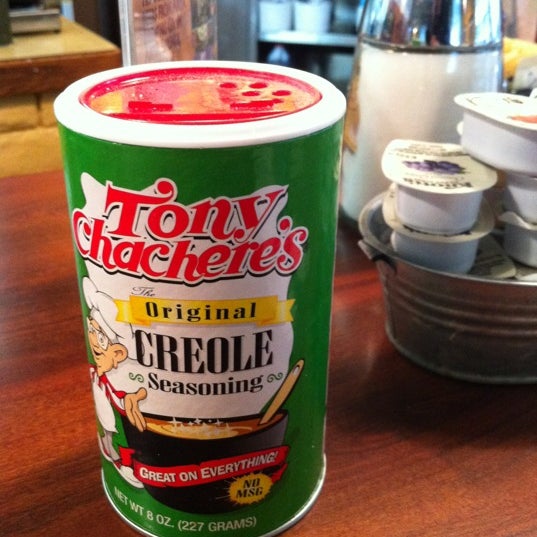 Tony
Chachere's
The
Original
CREOLE
Seasoning
GREAT ON EVERYTHING!
NO
MSG
NET WT 8 OZ. (227 GRAMS)